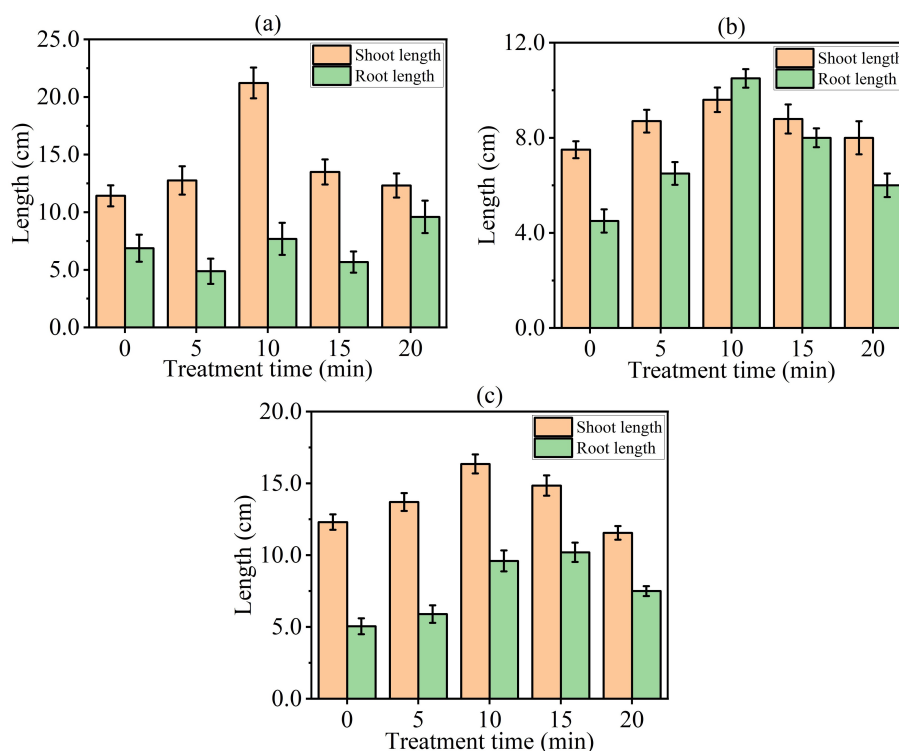 (a)
25.0
20.0
15.0
10.0
5.0
0.0
Length (cm)
Shoot length
Root length
0 5 10 15 20
Treatment time (min)
(b)
12.0
8.0
4.0
0.0
Length (cm)
Shoot length
Root length
0 5 10 15 20
Treatment time (min)
(c)
20.0
15.0
10.0
5.0
0.0
Length (cm)
Shoot length
Root length
0 5 10 15 20
Treatment time (min)